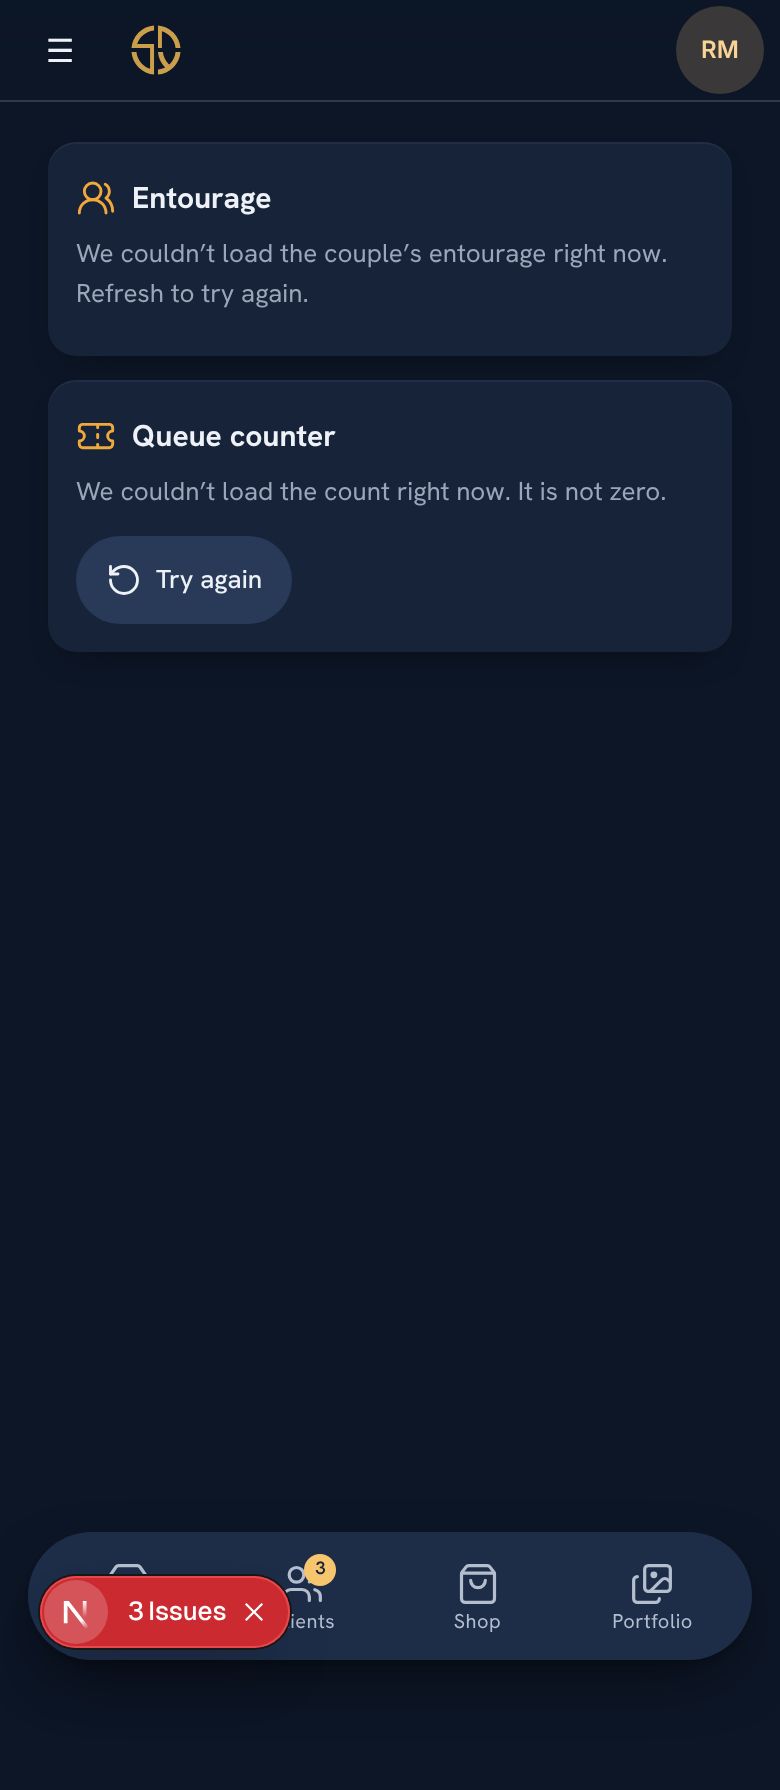 RM
Entourage
We couldn’t load the couple’s entourage right now.
Refresh to try again.
Queue counter
We couldn’t load the count right now. It is not zero.
Try again
3
3 Issues
ients
Shop
Portfolio